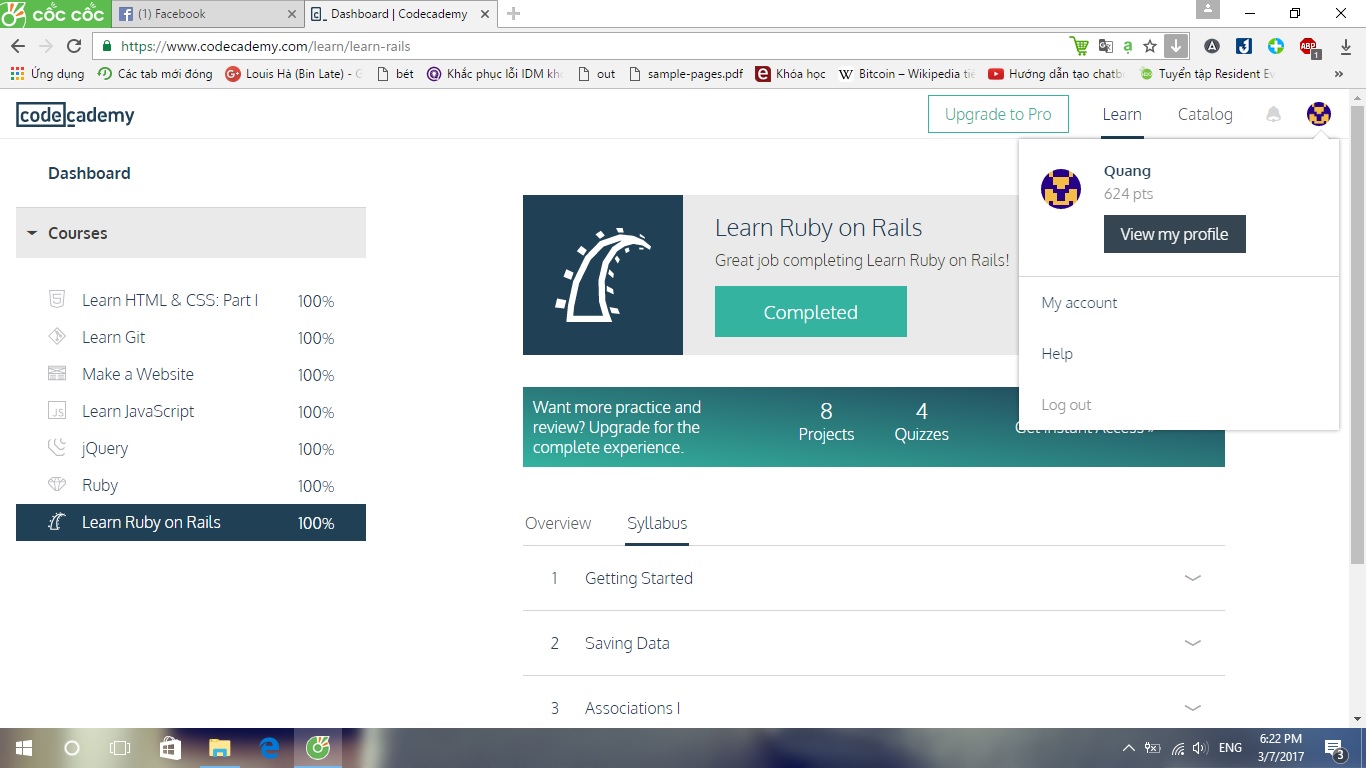 cốc cốc
(1) Facebook
Dashboard | Codecademy
https://www.codecademy.com/learn/learn-rails
Ứng dụng
Các tab mới đóng
Louis Hà (Bin Late) - G
bét
Khắc phục lỗi IDM kh
out
sample-pages.pdf
Khóa học
Bitcoin – Wikipedia ti
Hướng dẫn tạo chatb
Tuyển tập Resident Ev
»
ABP
1
codecademy
Upgrade to Pro
Learn
Catalog
Dashboard
Courses
Learn HTML & CSS: Part I 100%
Learn Git 100%
Make a Website 100%
JS Learn JavaScript 100%
jQuery 100%
Ruby 100%
Learn Ruby on Rails 100%
Learn Ruby on Rails
Great job completing Learn Ruby on Rails!
Completed
Quang
624 pts
View my profile
My account
Help
Log out
Want more practice and
review? Upgrade for the
complete experience.
8
Projects
4
Quizzes
Get Instant Access »
Overview
Syllabus
1 Getting Started
2 Saving Data
3 Associations I
ENG
6:22 PM
3/7/2017
3